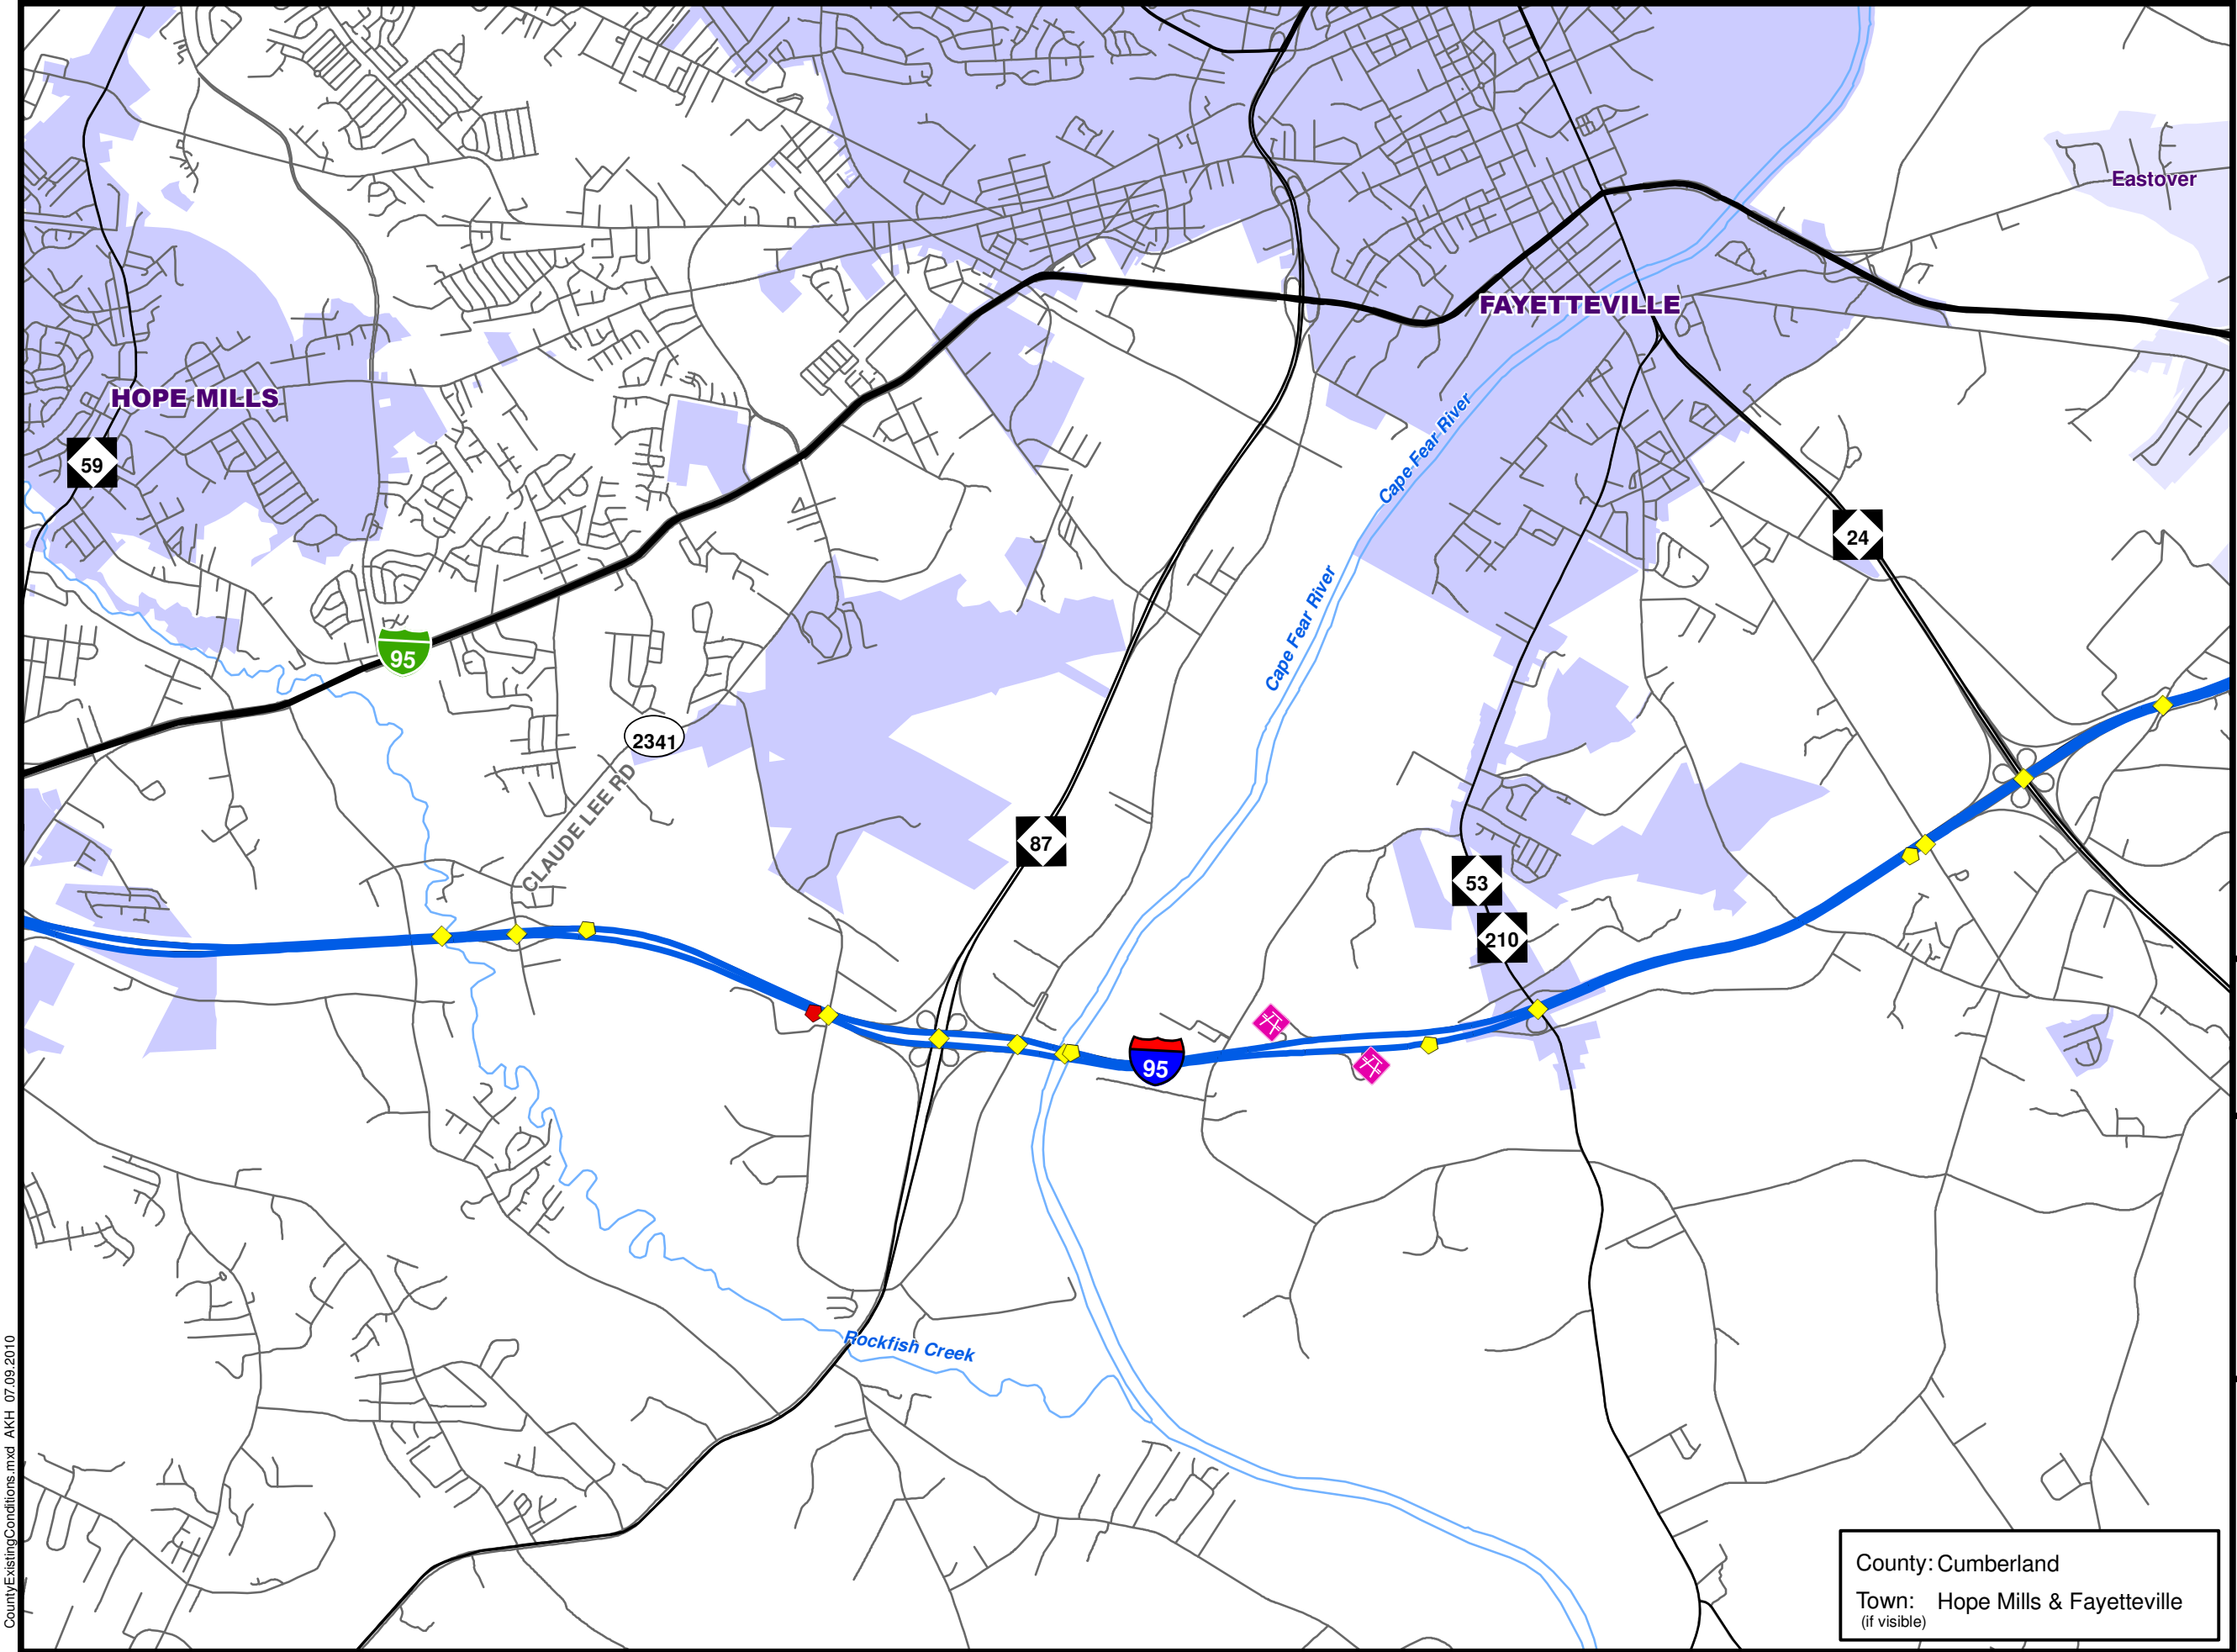 Eastover
FAYETTEVILLE
HOPE MILLS
Cape Fear River
59
24
Cape Fear River
95
2341
CLAUDE LEE RD
87
53
210
95
Rockfish Creek
County: Cumberland
Town: Hope Mills & Fayetteville
(if visible)
CountyExistingConditions.mxd AKH 07.09.2010